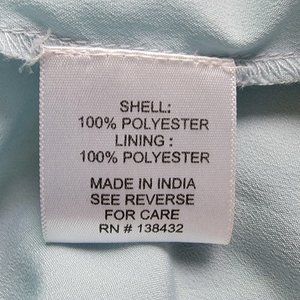 SHELL:
100% POLYESTER
LINING :
100% POLYESTER
MADE IN INDIA
SEE REVERSE
FOR CARE
RN # 138432